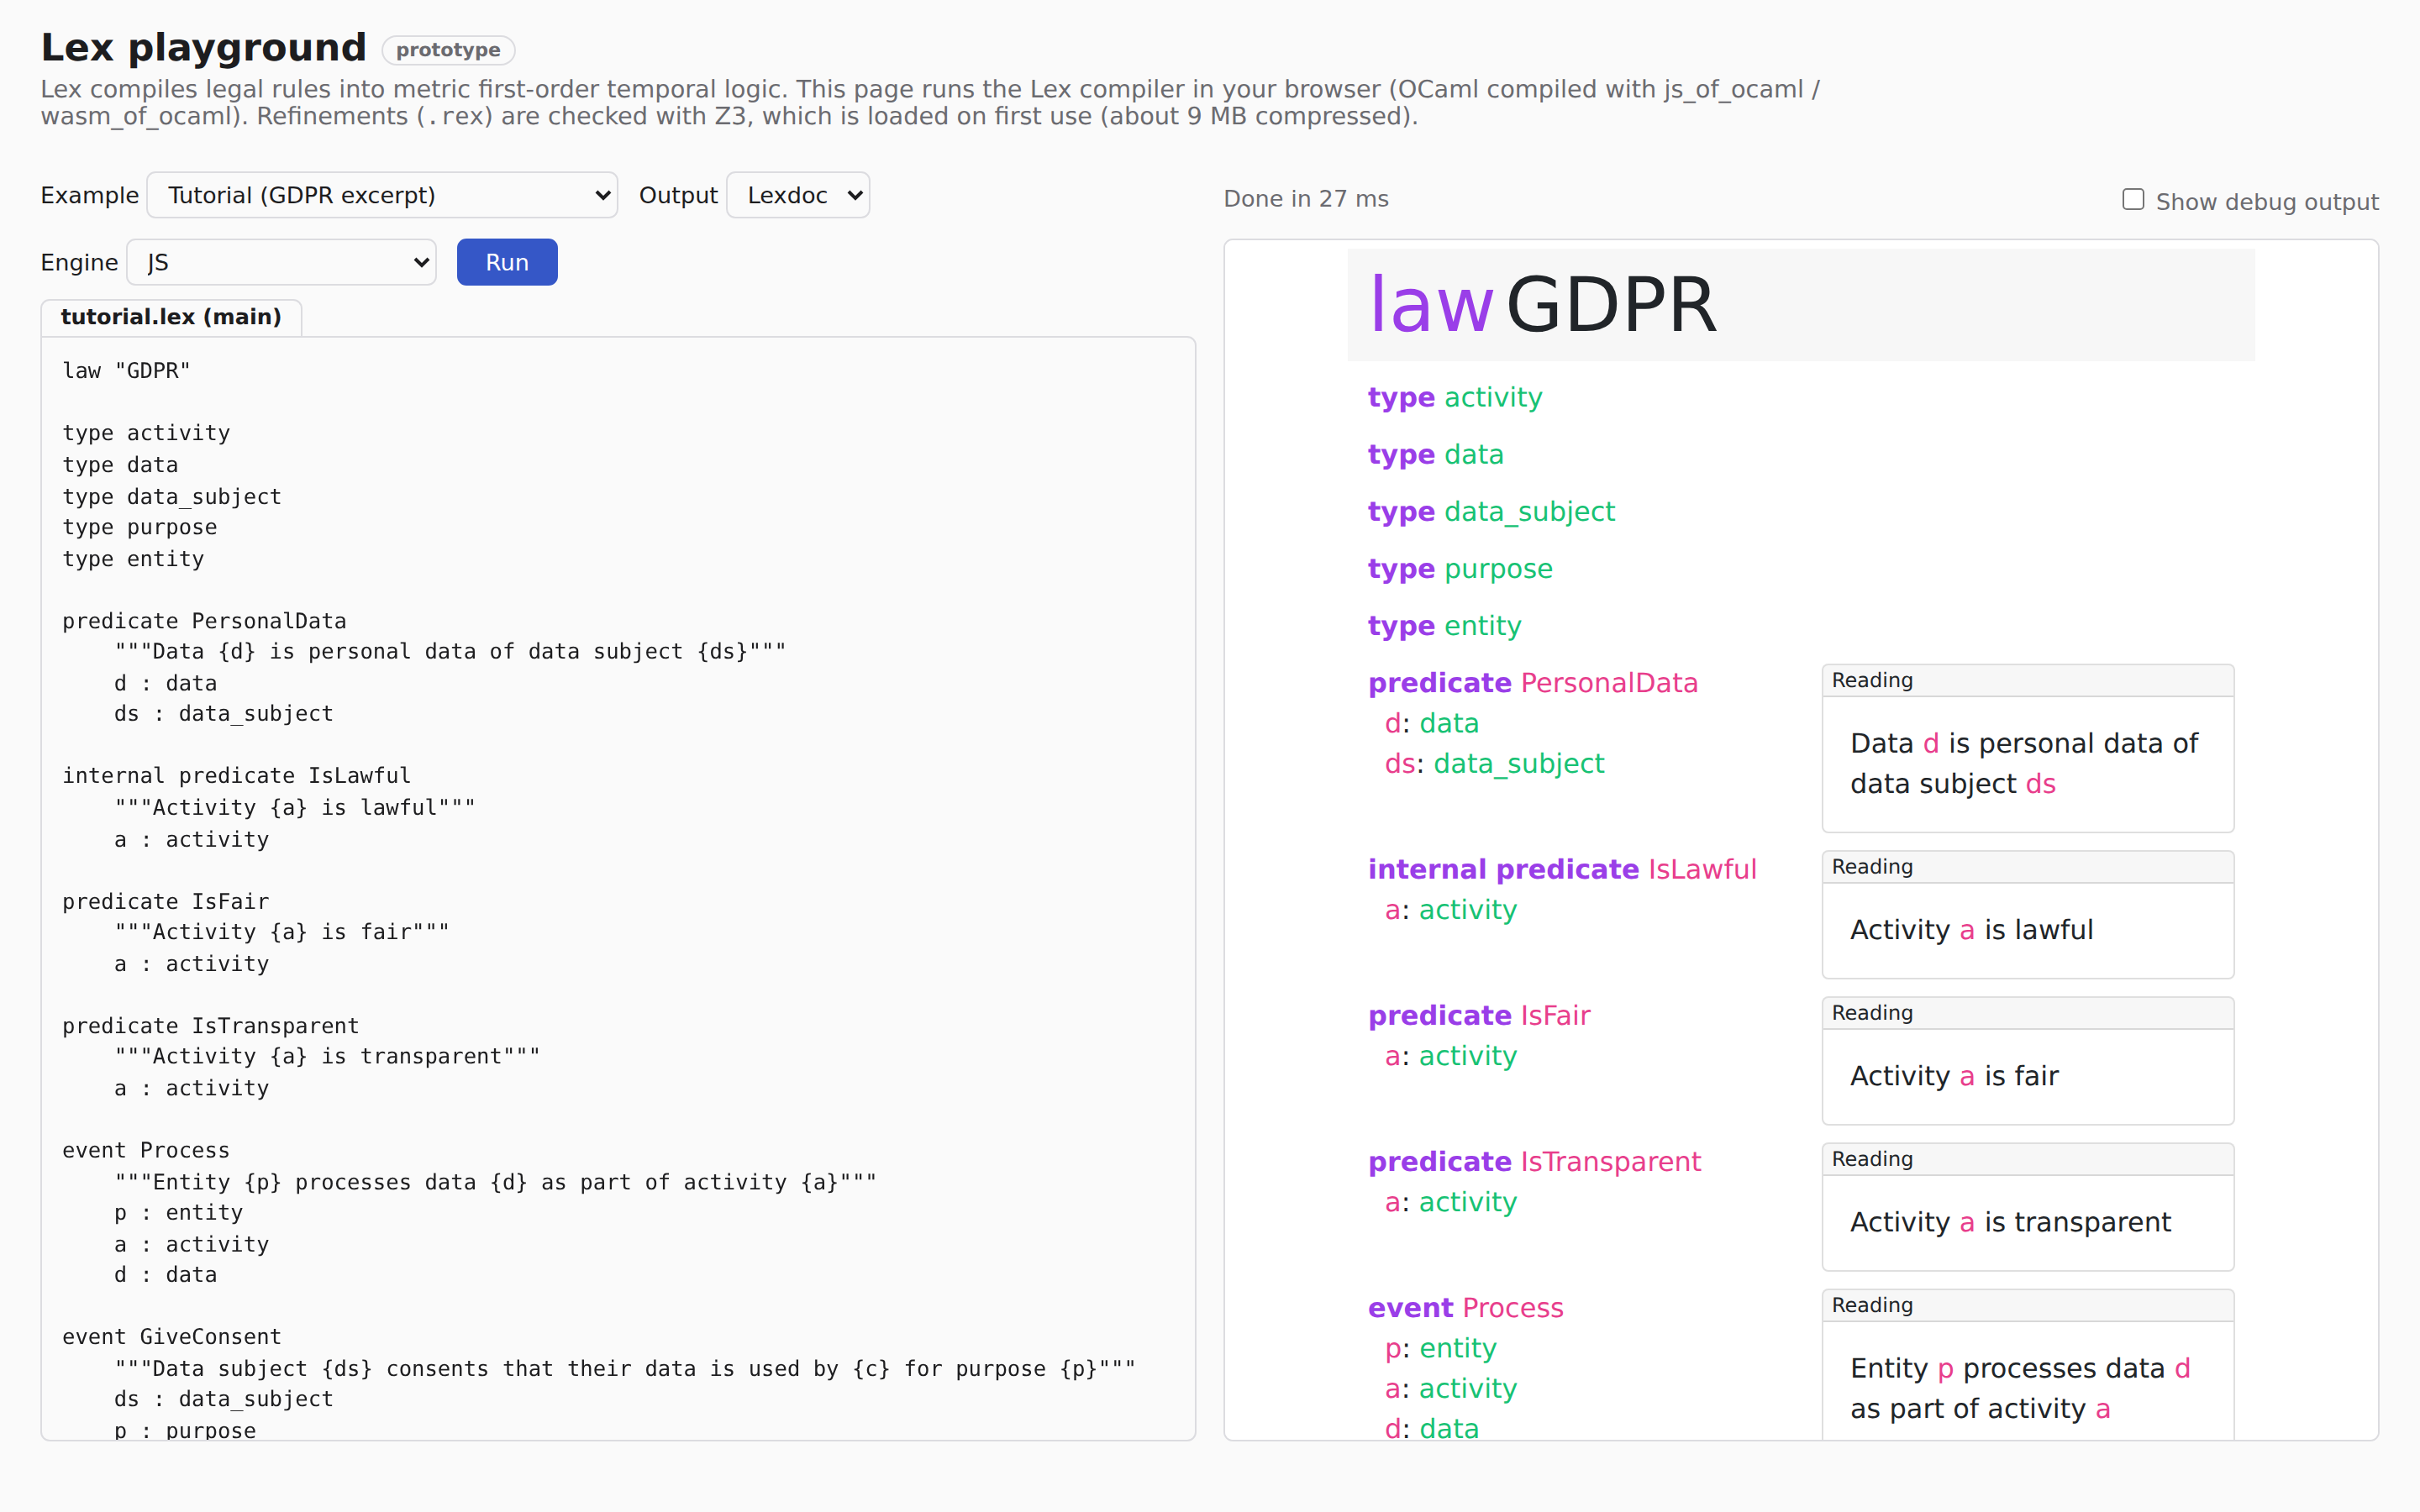 Lex playground prototype
Lex compiles legal rules into metric first-order temporal logic. This page runs the Lex compiler in your browser (OCaml compiled with js_of_ocaml /
wasm_of_ocaml). Refinements (.rex) are checked with Z3, which is loaded on first use (about 9 MB compressed).
Example Tutorial (GDPR excerpt) Output Lexdoc
Engine JS Run
tutorial.lex (main)
law "GDPR"
type activity
type data
type data_subject
type purpose
type entity
predicate PersonalData
"""Data {d} is personal data of data subject {ds}"""
d : data
ds : data_subject
internal predicate IsLawful
"""Activity {a} is lawful"""
a : activity
predicate IsFair
"""Activity {a} is fair"""
a : activity
predicate IsTransparent
"""Activity {a} is transparent"""
a : activity
event Process
"""Entity {p} processes data {d} as part of activity {a}"""
p : entity
a : activity
d : data
event GiveConsent
"""Data subject {ds} consents that their data is used by {c} for purpose {p}"""
ds : data_subject
p : purpose
Done in 27 ms
Show debug output
law GDPR
type activity
type data
type data_subject
type purpose
type entity
predicate PersonalData
d: data
ds: data_subject
Reading
Data d is personal data of
data subject ds
internal predicate IsLawful
a: activity
Reading
Activity a is lawful
predicate IsFair
a: activity
Reading
Activity a is fair
predicate IsTransparent
a: activity
Reading
Activity a is transparent
event Process
p: entity
a: activity
d: data
Reading
Entity p processes data d
as part of activity a